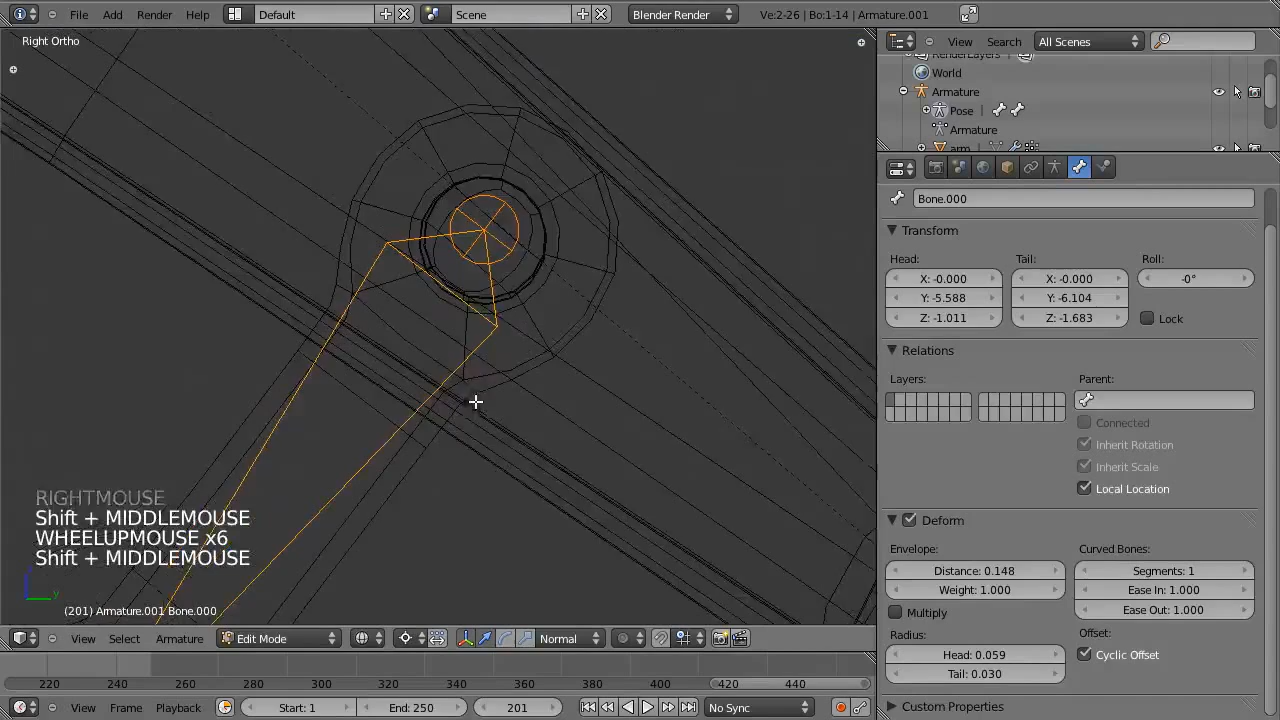 File Add Render Window Help Default Scene Blender Render Ve:2-26 | Bo:1-14 | Armature.001
Right Ortho
View Search All Scenes
World
Armature
Pose
Armature
Bone.000
Transform
Head: Tail: Roll:
X: -0.000 X: -0.000 -0°
Y: -5.588 Y: -6.104
Z: -1.011 Z: -1.683 Lock
Relations
Layers: Parent:
Connected
Inherit Rotation
Inherit Scale
Local Location
Deform
Envelope: Curved Bones:
Distance: 0.148 Segments: 1
Weight: 1.000 Ease In: 1.000
Multiply Ease Out: 1.000
Radius: Offset:
Head: 0.059 Cyclic Offset
Tail: 0.030
Custom Properties
RIGHTMOUSE
Shift + MIDDLEMOUSE
WHEELUPMOUSE x6
Shift + MIDDLEMOUSE
z
y
(201) Armature.001 Bone.000
View Select Armature Edit Mode Normal
220 240 260 280 300 320 340 360 380 400 420 440
View Frame Playback Start: 1 End: 250 201 No Sync